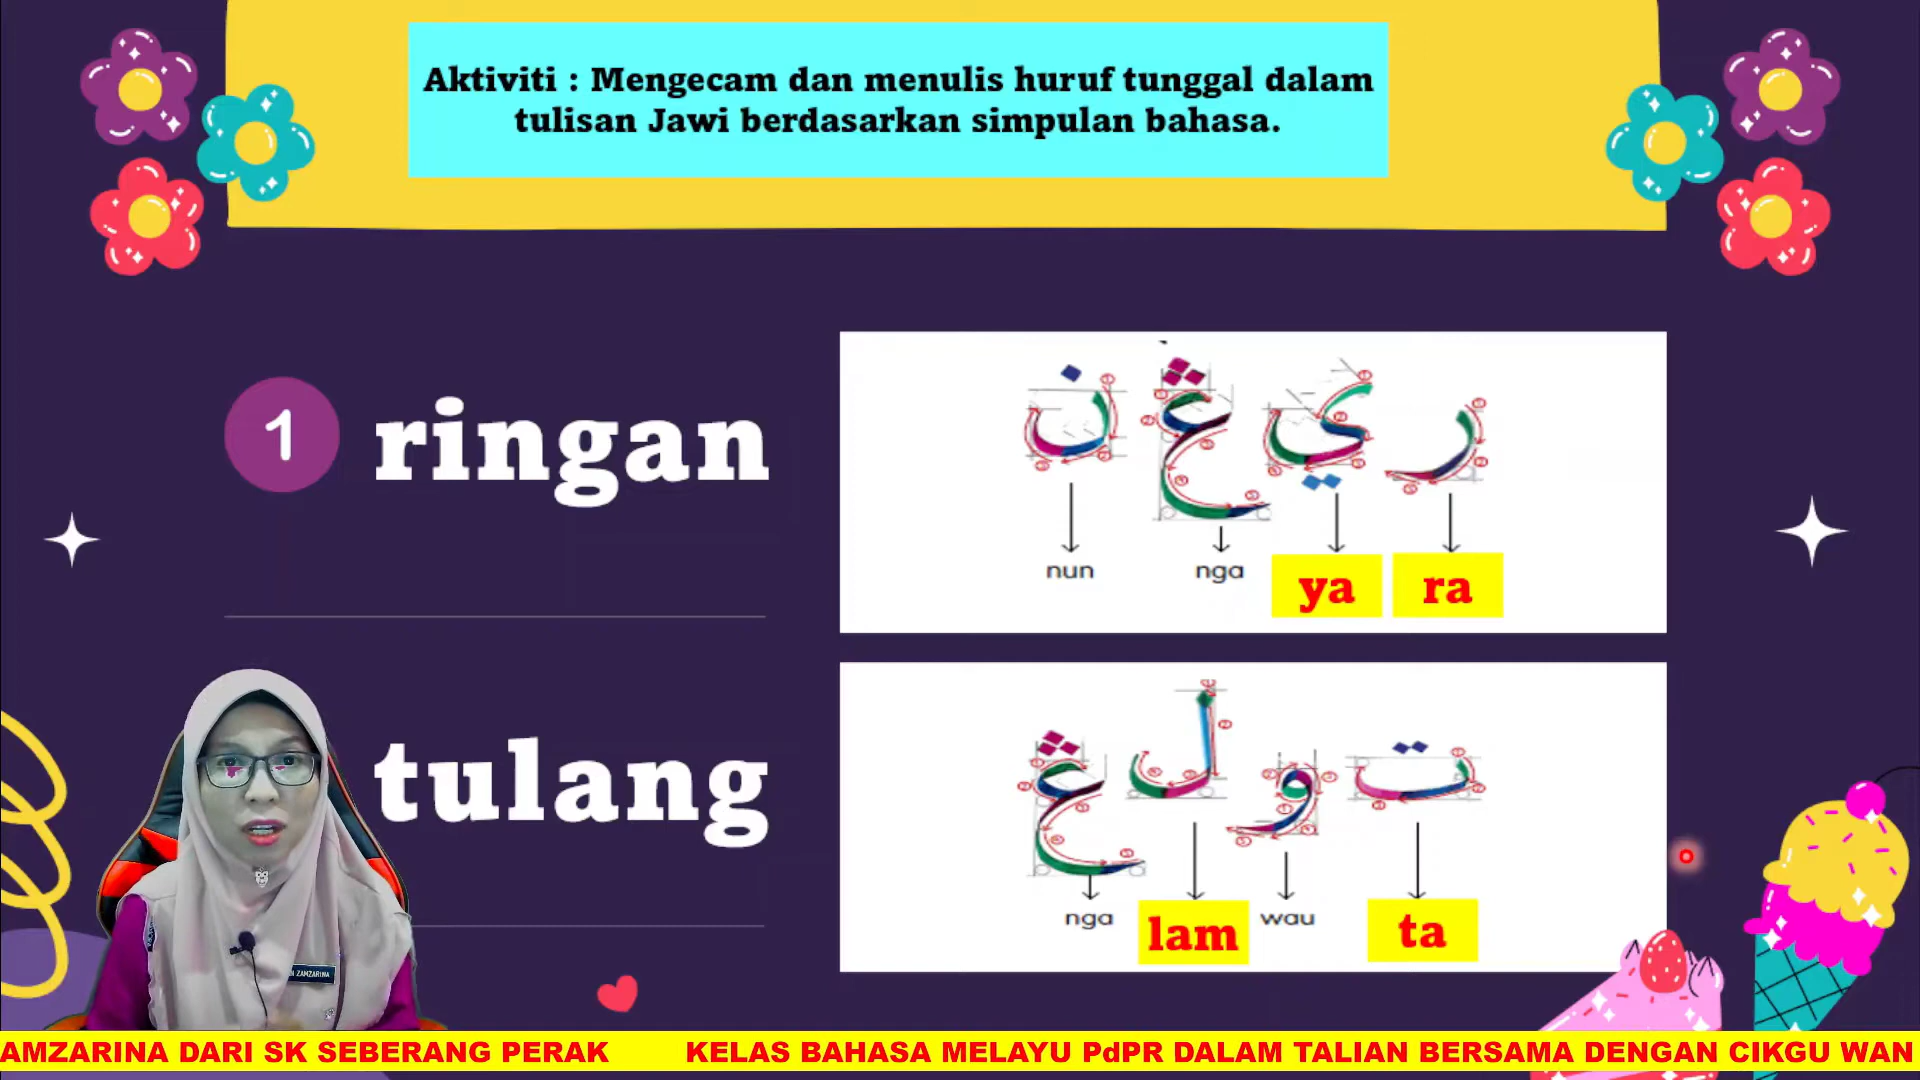 Aktiviti : Mengecam dan menulis huruf tunggal dalam
tulisan Jawi berdasarkan simpulan bahasa.
1 ringan
ر ي ڠ ن
nun nga ya ra
tulang
ت و ل ڠ
nga lam wau ta
N ZAMZARINA
AMZARINA DARI SK SEBERANG PERAK KELAS BAHASA MELAYU PdPR DALAM TALIAN BERSAMA DENGAN CIKGU WAN